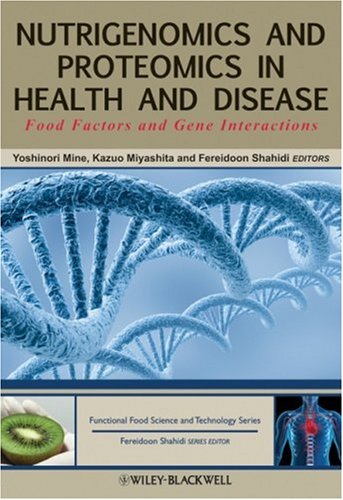 NUTRIGENOMICS AND
PROTEOMICS IN
HEALTH AND DISEASE
Food Factors and Gene Interactions
Yoshinori Mine, Kazuo Miyashita and Fereidoon Shahidi EDITORS
Functional Food Science and Technology Series
Fereidoon Shahidi SERIES EDITOR
WILEY-BLACKWELL